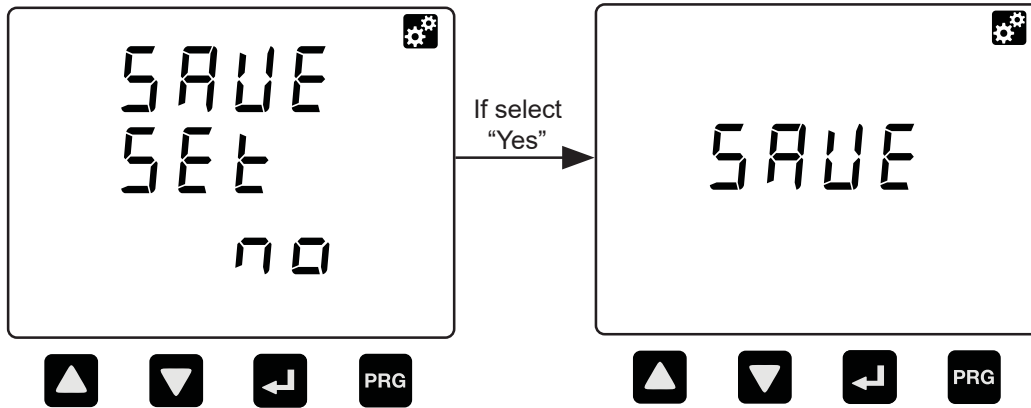 SAVE
SEt
no
PRG
If select
“Yes”
SAVE
PRG